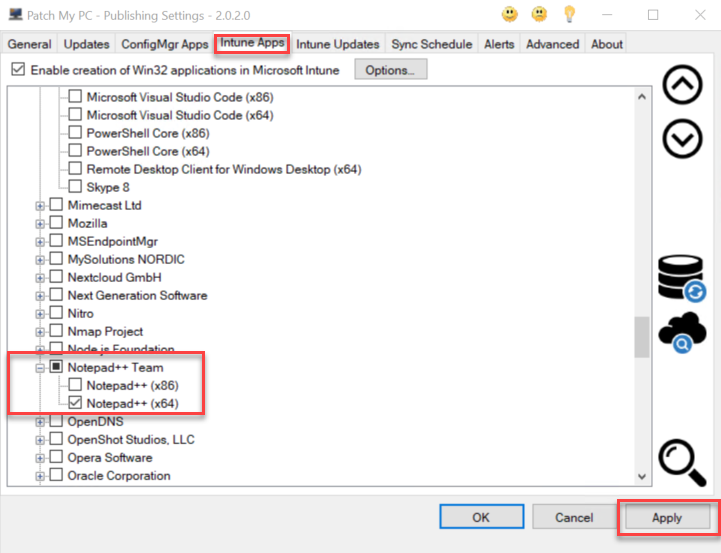 Patch My PC - Publishing Settings - 2.0.2.0
General Updates ConfigMgr Apps Intune Apps Intune Updates Sync Schedule Alerts Advanced About
Enable creation of Win32 applications in Microsoft Intune Options...
Microsoft Visual Studio Code (x86)
Microsoft Visual Studio Code (x64)
PowerShell Core (x86)
PowerShell Core (x64)
Remote Desktop Client for Windows Desktop (x64)
Skype 8
Mimecast Ltd
Mozilla
MSEndpointMgr
MySolutions NORDIC
Nextcloud GmbH
Next Generation Software
Nitro
Nmap Project
Node.js Foundation
Notepad++ Team
Notepad++ (x86)
Notepad++ (x64)
OpenDNS
OpenShot Studios, LLC
Opera Software
Oracle Corporation
OK Cancel Apply